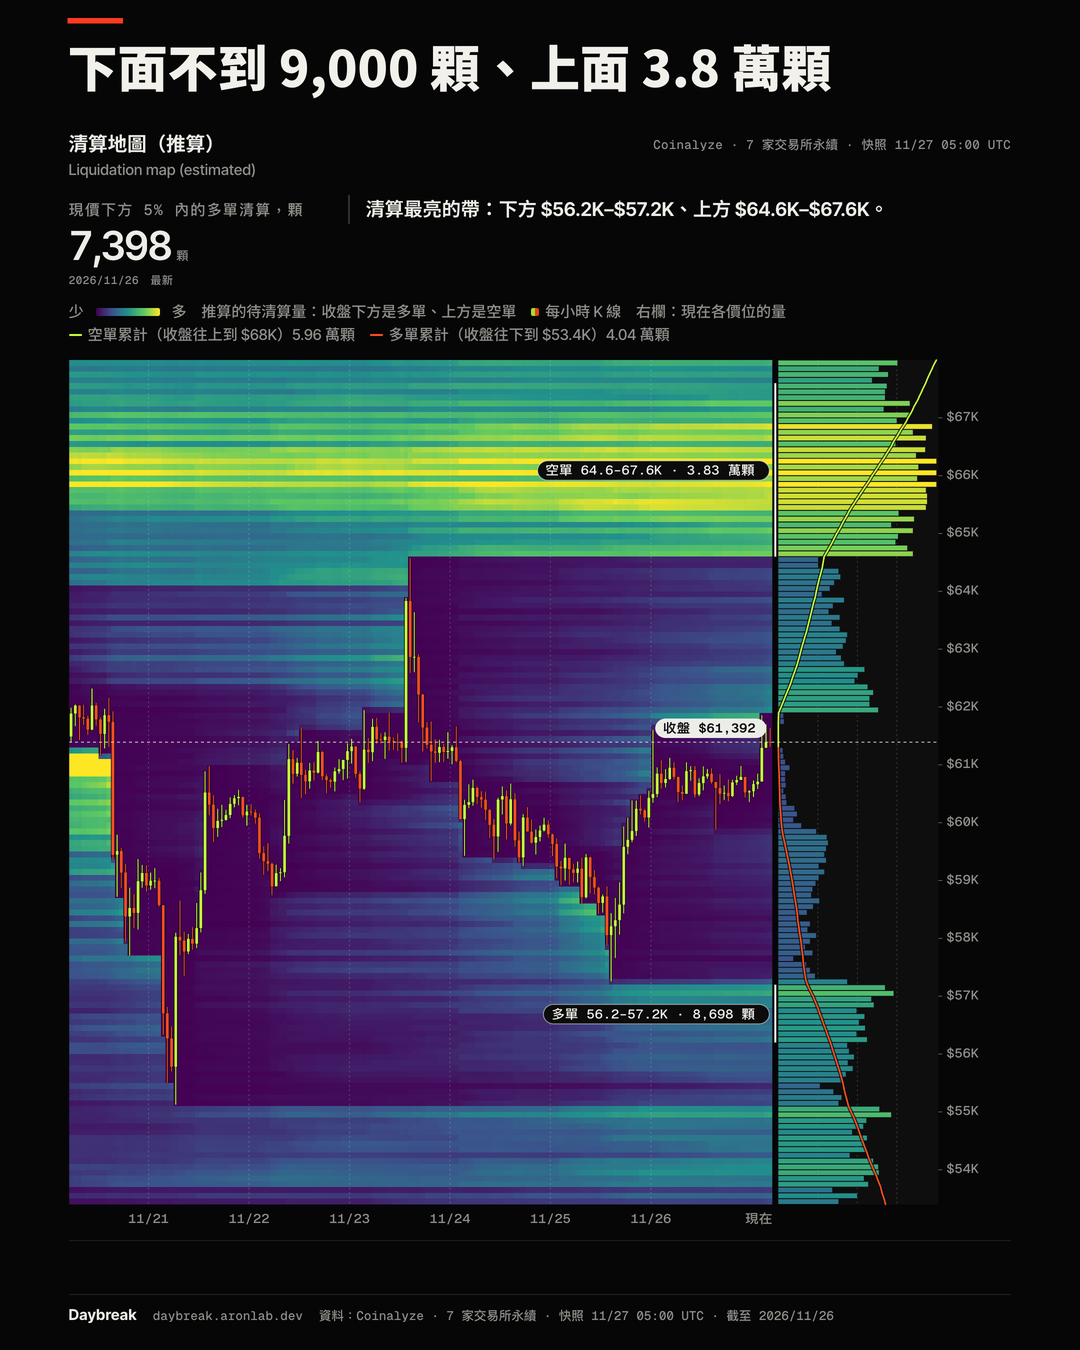 下面不到 9,000 顆、上面 3.8 萬顆
清算地圖（推算）
Coinalyze · 7 家交易所永續 · 快照 11/27 05:00 UTC
Liquidation map (estimated)
現價下方 5% 內的多單清算，顆
清算最亮的帶：下方 $56.2K–$57.2K、上方 $64.6K–$67.6K。
7,398 顆
2026/11/26 最新
少 多 推算的待清算量：收盤下方是多單、上方是空單 每小時 K 線 右欄：現在各價位的量
空單累計（收盤往上到 $68K）5.96 萬顆 多單累計（收盤往下到 $53.4K）4.04 萬顆
$67K
空單 64.6–67.6K · 3.83 萬顆
$66K
$65K
$64K
$63K
$62K
收盤 $61,392
$61K
$60K
$59K
$58K
$57K
多單 56.2–57.2K · 8,698 顆
$56K
$55K
$54K
11/21 11/22 11/23 11/24 11/25 11/26 現在
Daybreak daybreak.aronlab.dev 資料：Coinalyze · 7 家交易所永續 · 快照 11/27 05:00 UTC · 截至 2026/11/26